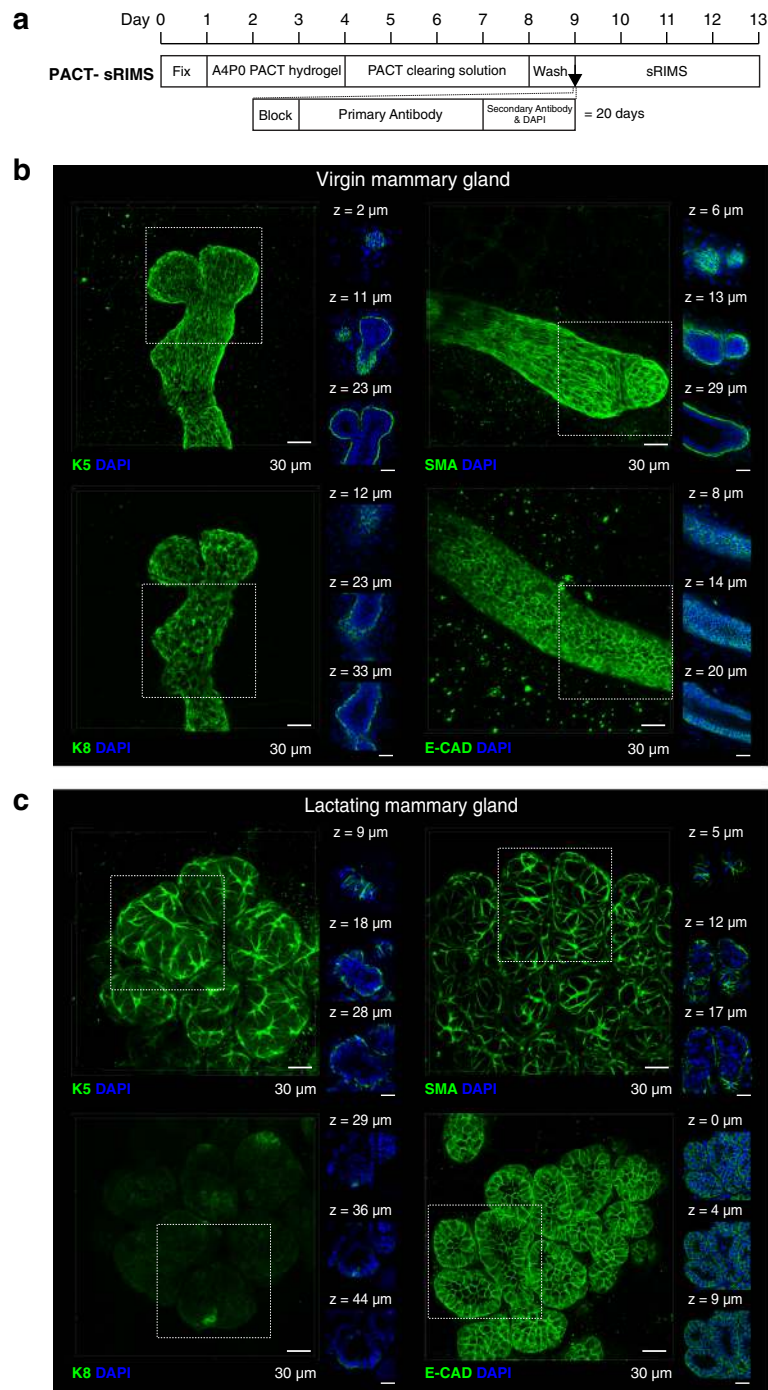 a
Day 0 1 2 3 4 5 6 7 8 9 10 11 12 13
PACT- sRIMS Fix A4P0 PACT hydrogel PACT clearing solution Wash sRIMS
Block Primary Antibody Secondary Antibody & DAPI = 20 days
b
Virgin mammary gland
z = 2 µm
z = 11 µm
z = 23 µm
K5 DAPI 30 µm
z = 6 µm
z = 13 µm
z = 29 µm
SMA DAPI 30 µm
z = 12 µm
z = 23 µm
z = 33 µm
K8 DAPI 30 µm
z = 8 µm
z = 14 µm
z = 20 µm
E-CAD DAPI 30 µm
c
Lactating mammary gland
z = 9 µm
z = 18 µm
z = 28 µm
K5 DAPI 30 µm
z = 5 µm
z = 12 µm
z = 17 µm
SMA DAPI 30 µm
z = 29 µm
z = 36 µm
z = 44 µm
K8 DAPI 30 µm
z = 0 µm
z = 4 µm
z = 9 µm
E-CAD DAPI 30 µm